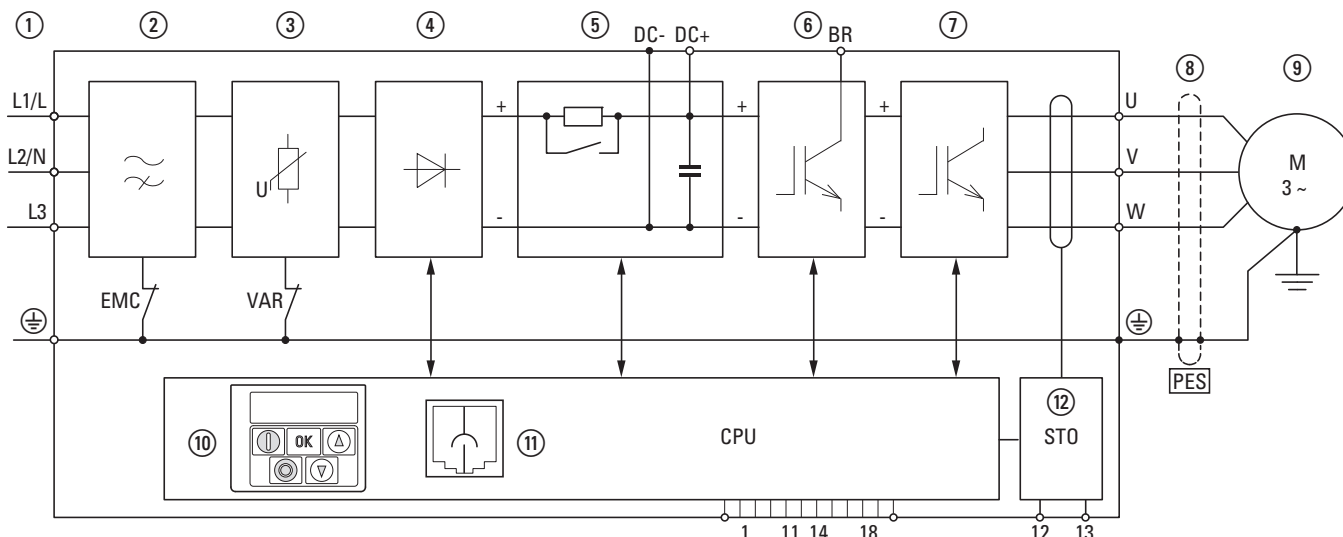 ① ② ③ ④ ⑤ DC- DC+ ⑥ BR ⑦ ⑧ ⑨
L1/L + + + U
L2/N U V M
3 ~
L3 - - - W
EMC VAR
PES
⑩ OK ⑪ CPU ⑫
STO
1 11 14 18 12 13